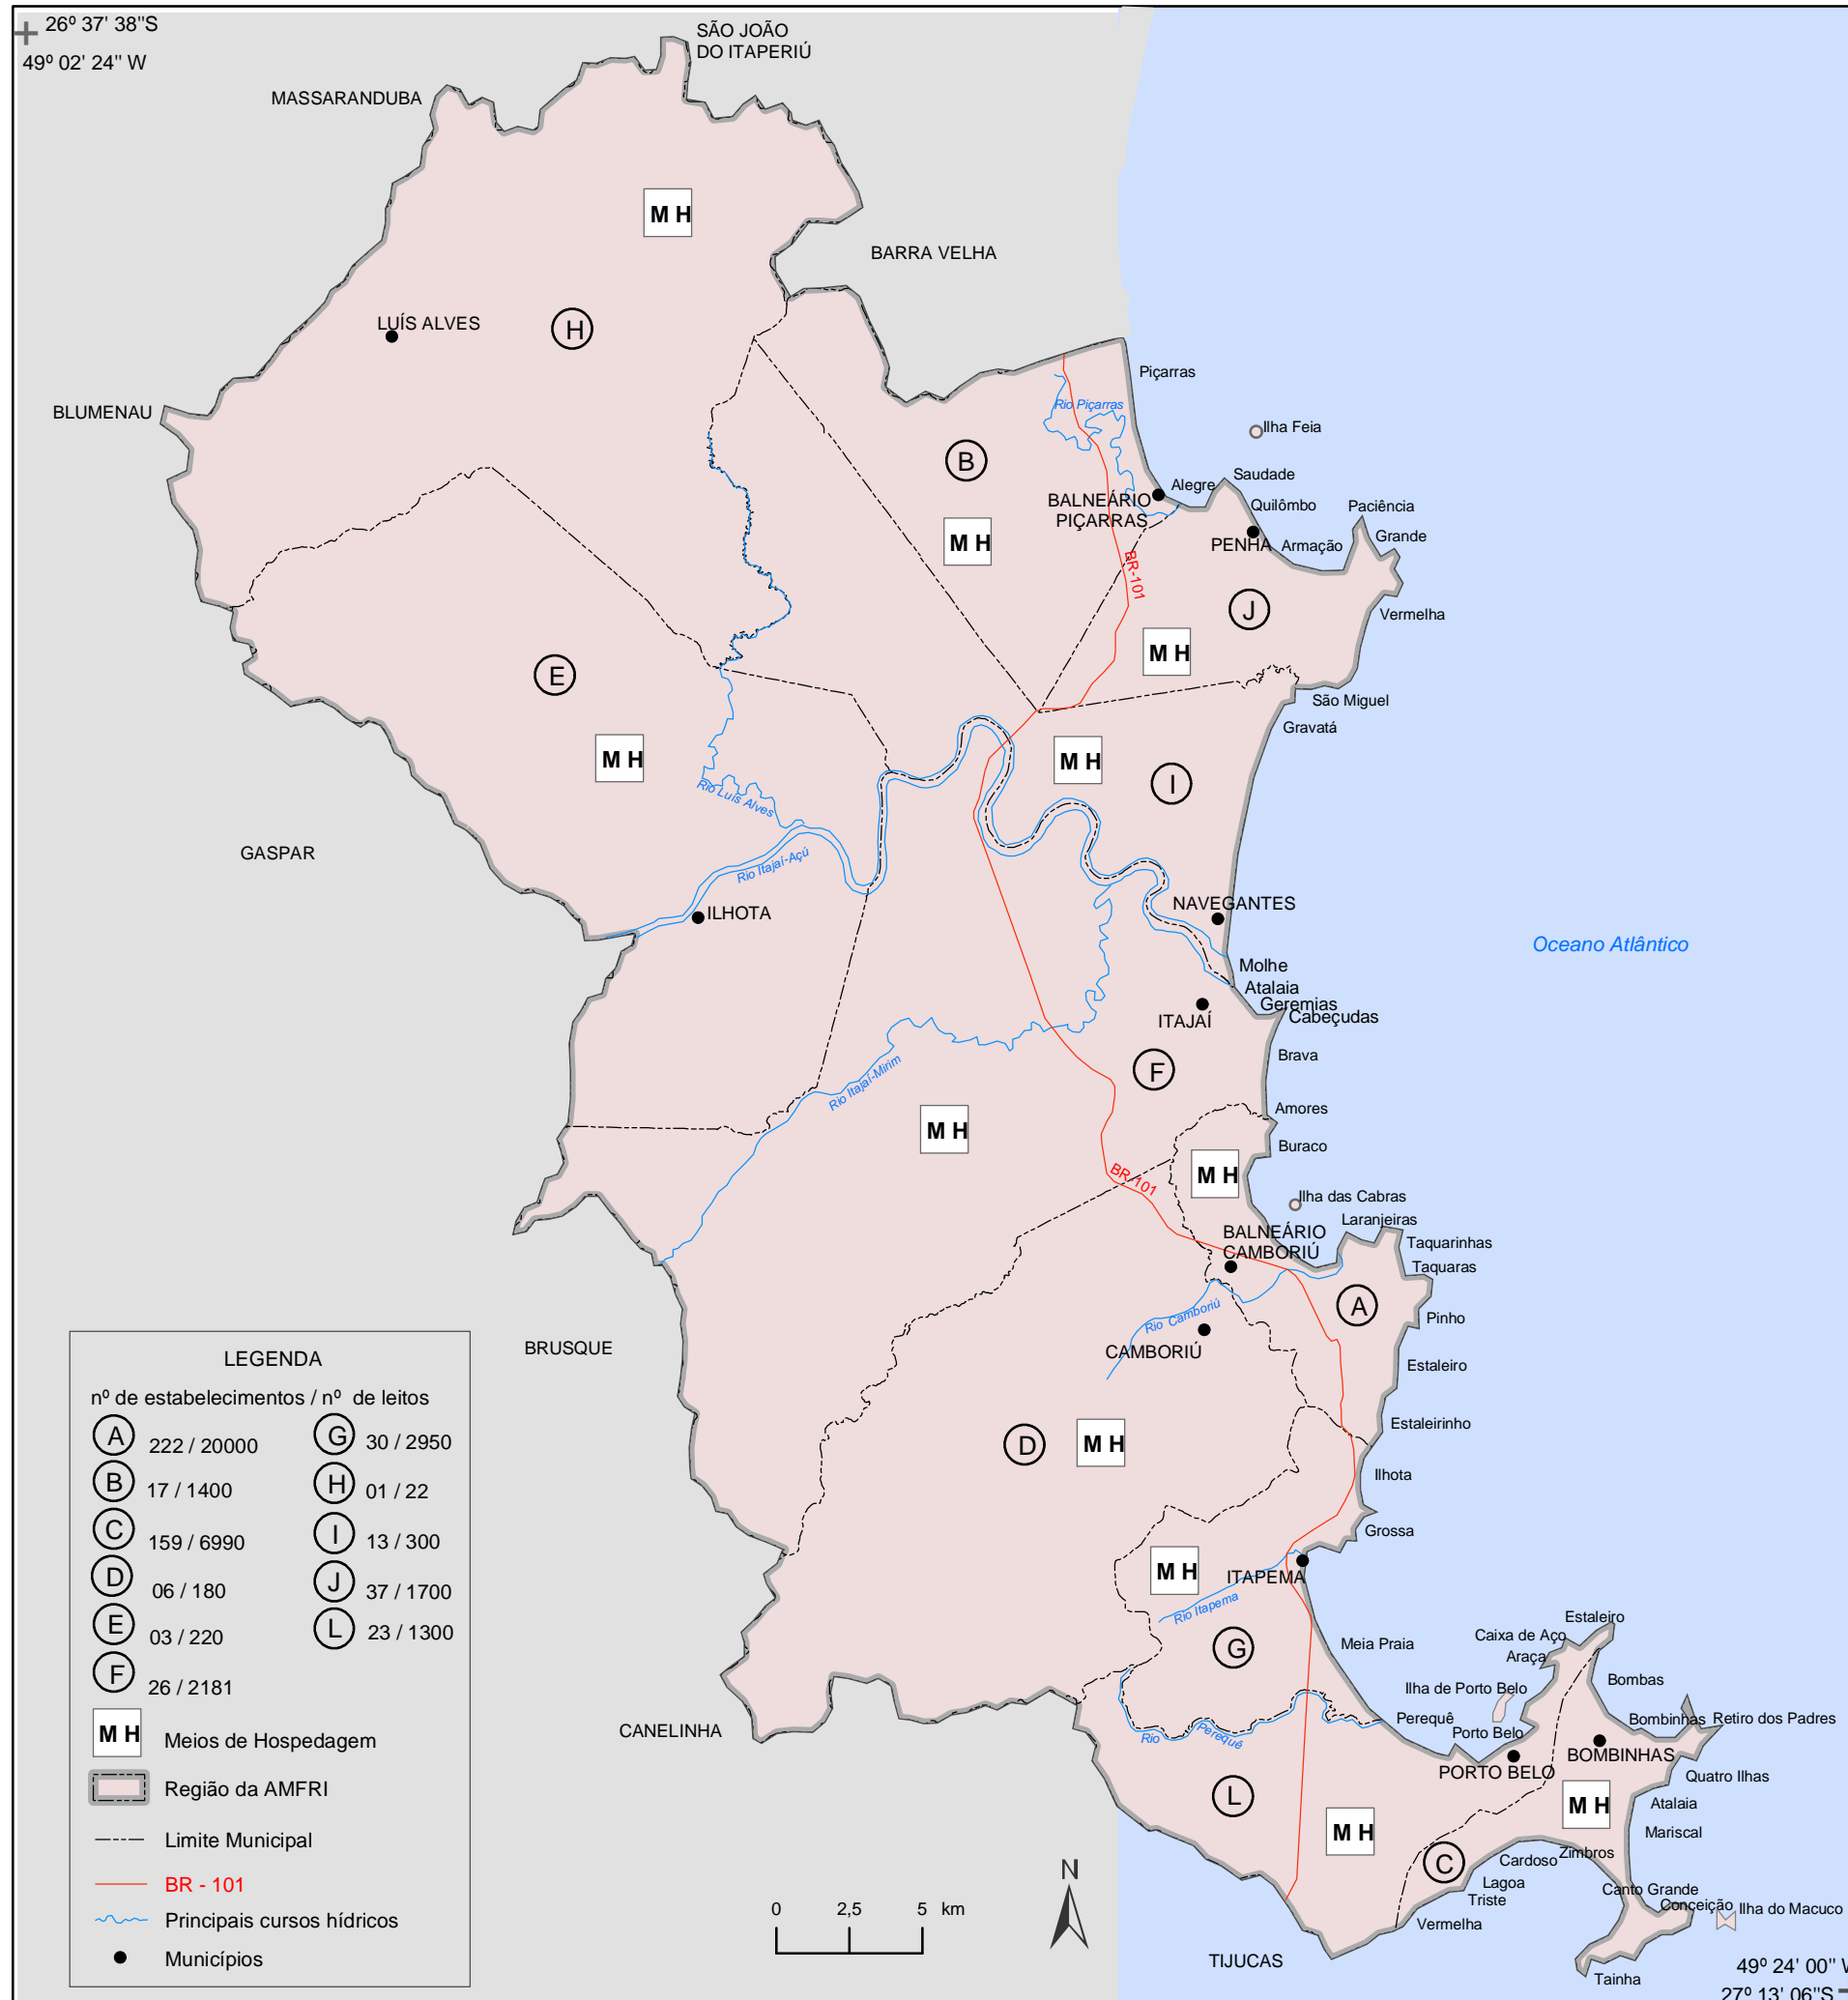 26º 37' 38"S
49º 02' 24" W
SÃO JOÃO
DO ITAPERIÚ
MASSARANDUBA
M H
BARRA VELHA
LUÍS ALVES
H
Piçarras
BLUMENAU
Rio Piçarras
Ilha Feia
B
Saudade
Alegre
BALNEÁRIO
PIÇARRAS
Quilômbo
Paciência
Grande
PENHA
Armação
M H
BR-101
J
Vermelha
M H
E
São Miguel
Gravatá
M H
M H
I
Rio Luís Alves
GASPAR
Rio Itajaí-Açú
ILHOTA
NAVEGANTES
Oceano Atlântico
Molhe
Atalaia
Geremias
Cabeçudas
ITAJAÍ
Brava
F
Rio Itajaí-Mirim
Amores
M H
Buraco
M H
BR-101
Ilha das Cabras
Laranjeiras
BALNEÁRIO
CAMBORIÚ
Taquarinhas
Taquaras
A
Pinho
Rio Camboriú
CAMBORIÚ
BRUSQUE
Estaleiro
Estaleirinho
D
M H
Ilhota
Grossa
M H
ITAPEMA
Rio Itapema
G
Meia Praia
Estaleiro
Caixa de Aço
Araça
Bombas
Ilha de Porto Belo
Perequê
Porto Belo
Bombinhas
Retiro dos Padres
CANELINHA
Rio
Perequê
BOMBINHAS
PORTO BELO
Quatro Ilhas
L
M H
Atalaia
M H
Mariscal
Zimbros
C
Cardoso
Lagoa
Triste
Vermelha
Canto Grande
Conceição
Ilha do Macuco
TIJUCAS
Tainha
49º 24' 00" W
27º 13' 06"S
N
0 2,5 5 km
LEGENDA
nº de estabelecimentos / nº de leitos
A 222 / 20000
B 17 / 1400
C 159 / 6990
D 06 / 180
E 03 / 220
F 26 / 2181
G 30 / 2950
H 01 / 22
I 13 / 300
J 37 / 1700
L 23 / 1300
M H Meios de Hospedagem
Região da AMFRI
Limite Municipal
BR - 101
Principais cursos hídricos
Municípios